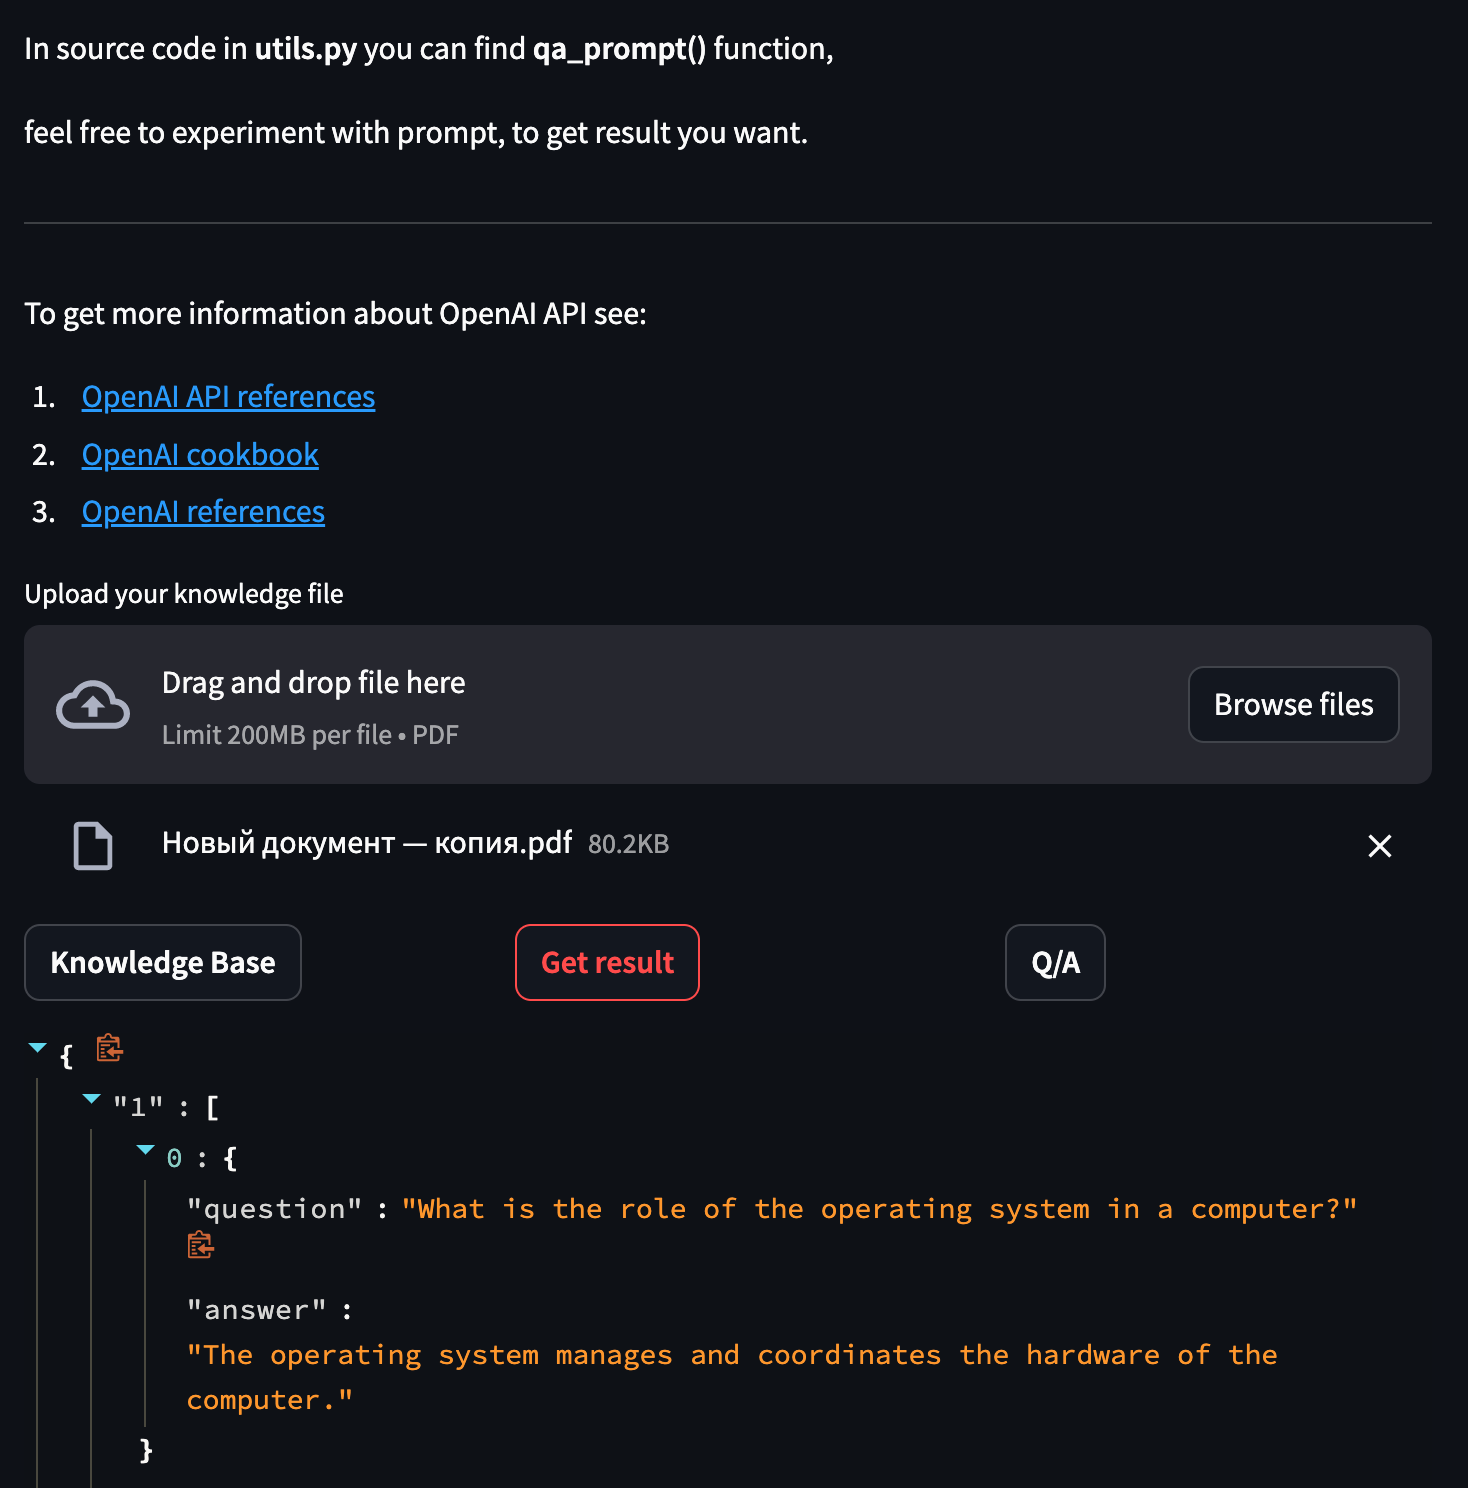 In source code in utils.py you can find qa_prompt() function,
feel free to experiment with prompt, to get result you want.
To get more information about OpenAI API see:
1. OpenAI API references
2. OpenAI cookbook
3. OpenAI references
Upload your knowledge file
Drag and drop file here
Limit 200MB per file • PDF
Browse files
Новый документ — копия.pdf 80.2KB
Knowledge Base
Get result
Q/A
{
"1" : [
0 : {
"question" : "What is the role of the operating system in a computer?"
"answer" :
"The operating system manages and coordinates the hardware of the
computer."
}